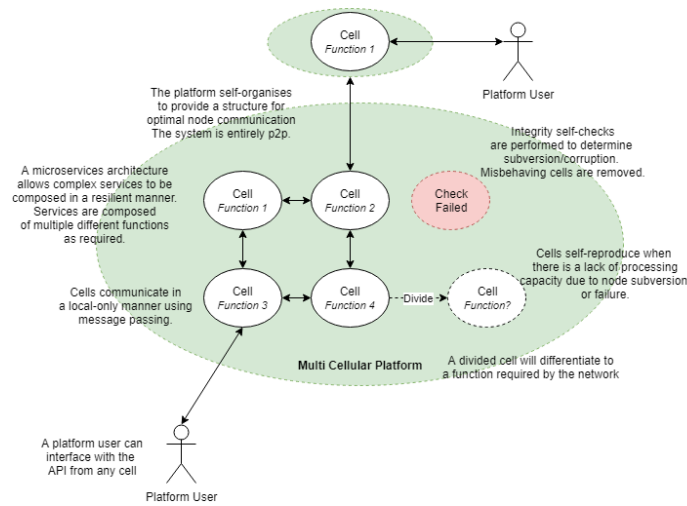 Cell
Function 1
Platform User
The platform self-organises
to provide a structure for
optimal node communication
The system is entirely p2p.
Integrity self-checks
are performed to determine
subversion/corruption.
Misbehaving cells are removed.
A microservices architecture
allows complex services to be
composed in a resilient manner.
Services are composed
of multiple different functions
as required.
Cell
Function 1
Cell
Function 2
Check
Failed
Cells self-reproduce when
there is a lack of processing
capacity due to node subversion
or failure.
Cells communicate in
a local-only manner using
message passing.
Cell
Function 3
Cell
Function 4
Divide
Cell
Function?
Multi Cellular Platform
A divided cell will differentiate to
a function required by the network
A platform user can
interface with the
API from any cell
Platform User